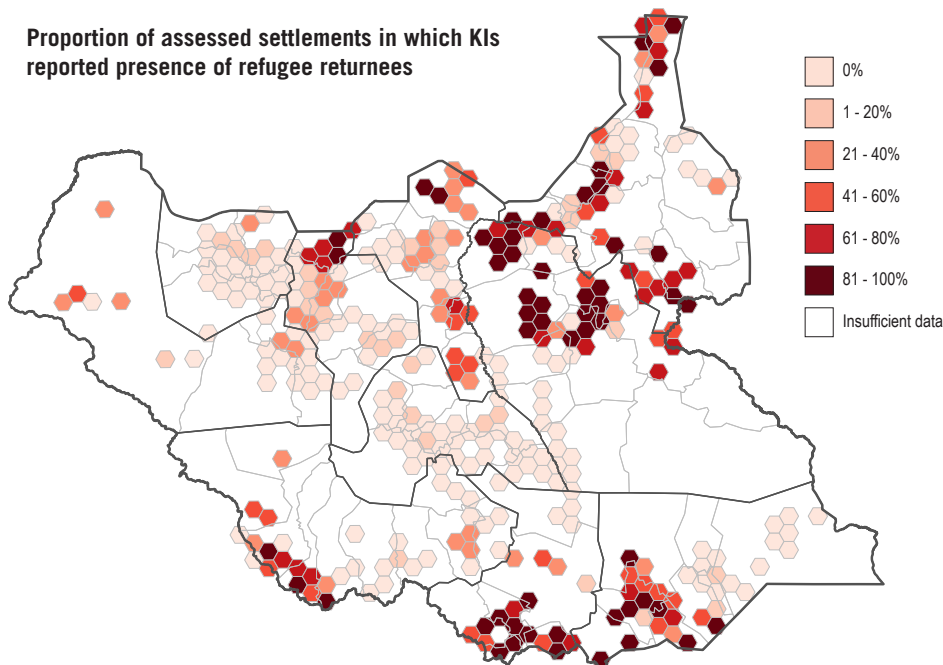 Proportion of assessed settlements in which KIs
reported presence of refugee returnees
0%
1 - 20%
21 - 40%
41 - 60%
61 - 80%
81 - 100%
Insufficient data